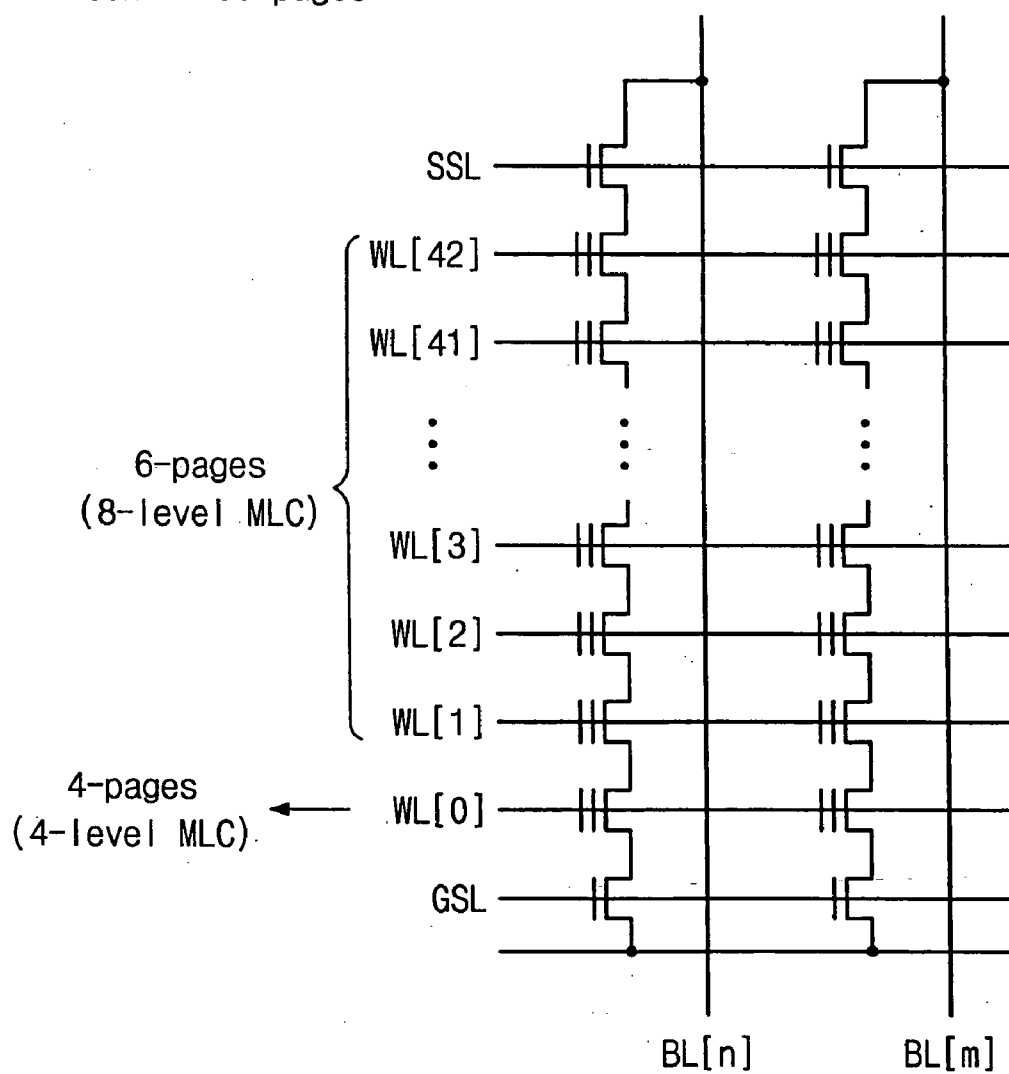 pages
SSL
WL[42]
WL[41]
6-pages
(8-level MLC)
WL[3]
WL[2]
WL[1]
4-pages
(4-level MLC)
WL[0]
GSL
BL[n]
BL[m]